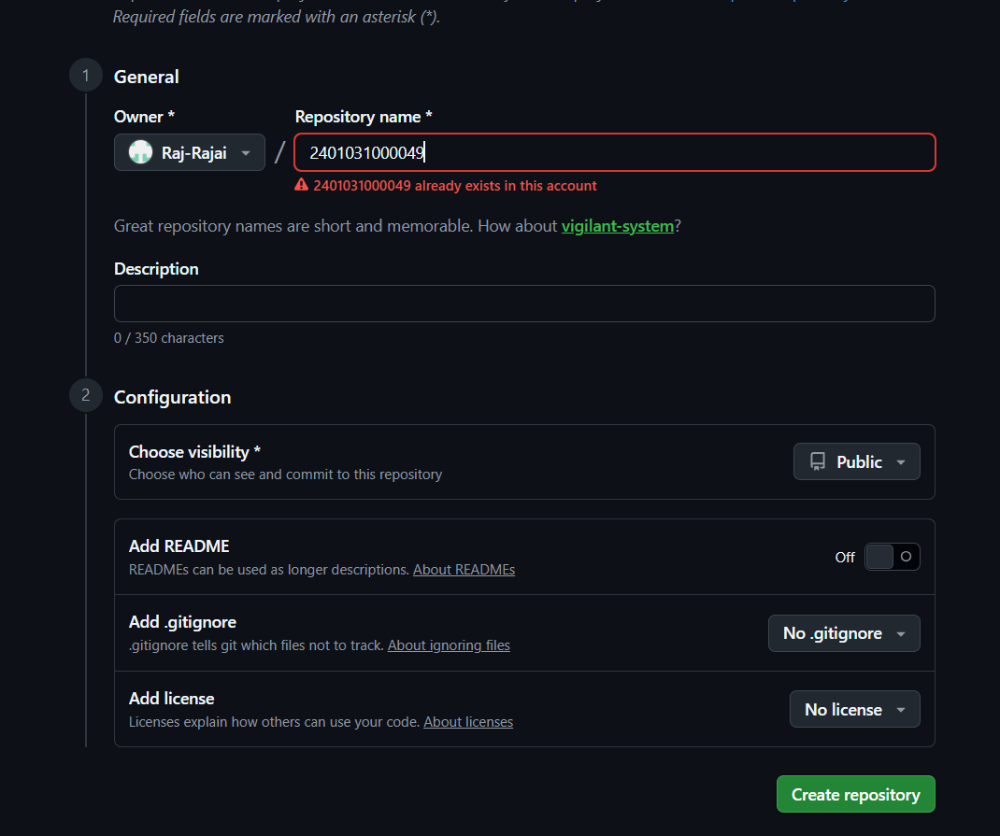 Required fields are marked with an asterisk (*).
1 General
Owner * Repository name *
Raj-Rajai / 2401031000049
2401031000049 already exists in this account
Great repository names are short and memorable. How about vigilant-system?
Description
0 / 350 characters
2 Configuration
Choose visibility *
Choose who can see and commit to this repository
Public
Add README
READMEs can be used as longer descriptions. About READMEs
Off
Add .gitignore
.gitignore tells git which files not to track. About ignoring files
No .gitignore
Add license
Licenses explain how others can use your code. About licenses
No license
Create repository